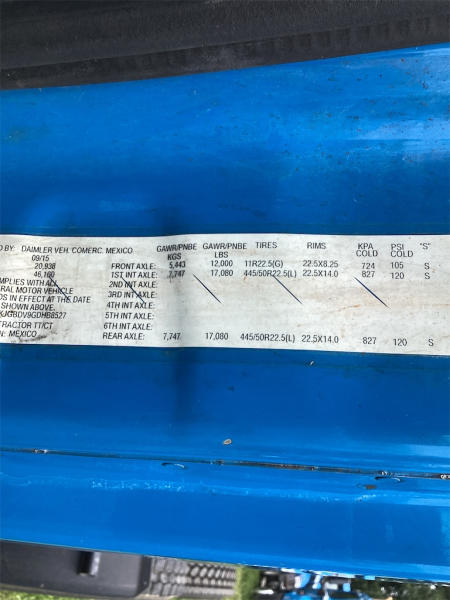 D BY: DAIMLER VEH. COMERC. MEXICO GAWR/PNBE KGS GAWR/PNBE LBS TIRES RIMS KPA COLD PSI COLD "S"
09/15
20,938 FRONT AXLE: 5,443 12,000 11R22.5(G) 22.5X8.25 724 105 S
46,160 1ST INT AXLE: 7,747 17,080 445/50R22.5(L) 22.5X14.0 827 120 S
MPLIES WITH ALL 2ND INT AXLE:
RAL MOTOR VEHICLE 3RD INT AXLE:
DS IN EFFECT AT THE DATE 4TH INT AXLE:
SHOWN ABOVE. 5TH INT AXLE:
KJGBDV9GDHB8527
TRACTOR TT/CT 6TH INT AXLE:
N: MEXICO REAR AXLE: 7,747 17,080 445/50R22.5(L) 22.5X14.0 827 120 S